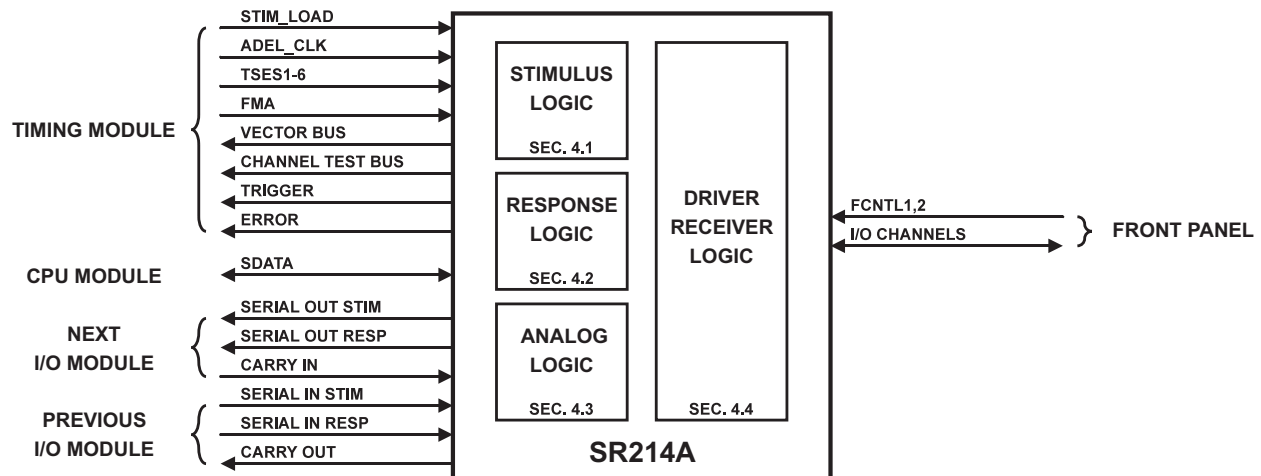 STIM_LOAD
ADEL_CLK
TSES1-6
FMA
TIMING MODULE
VECTOR BUS
CHANNEL TEST BUS
TRIGGER
ERROR
CPU MODULE
SDATA
SERIAL OUT STIM
NEXT
I/O MODULE
SERIAL OUT RESP
CARRY IN
SERIAL IN STIM
PREVIOUS
I/O MODULE
SERIAL IN RESP
CARRY OUT
STIMULUS
LOGIC
SEC. 4.1
RESPONSE
LOGIC
SEC. 4.2
ANALOG
LOGIC
SEC. 4.3
DRIVER
RECEIVER
LOGIC
SEC. 4.4
SR214A
FCNTL1,2
I/O CHANNELS
FRONT PANEL